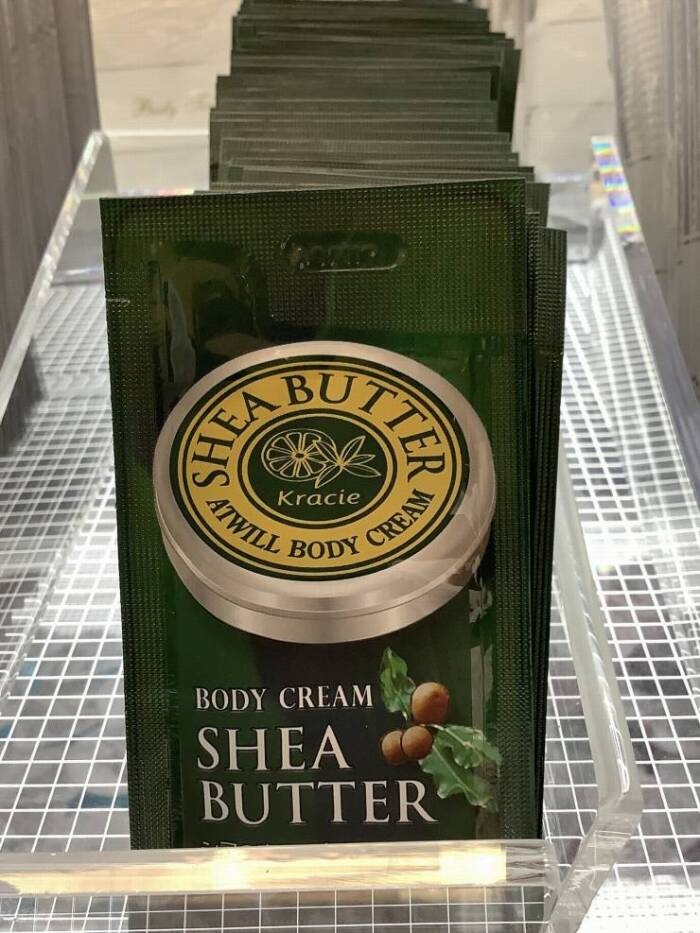 SHEA BUTTER
Kracie
ATWILL BODY CREAM
BODY CREAM
SHEA
BUTTER